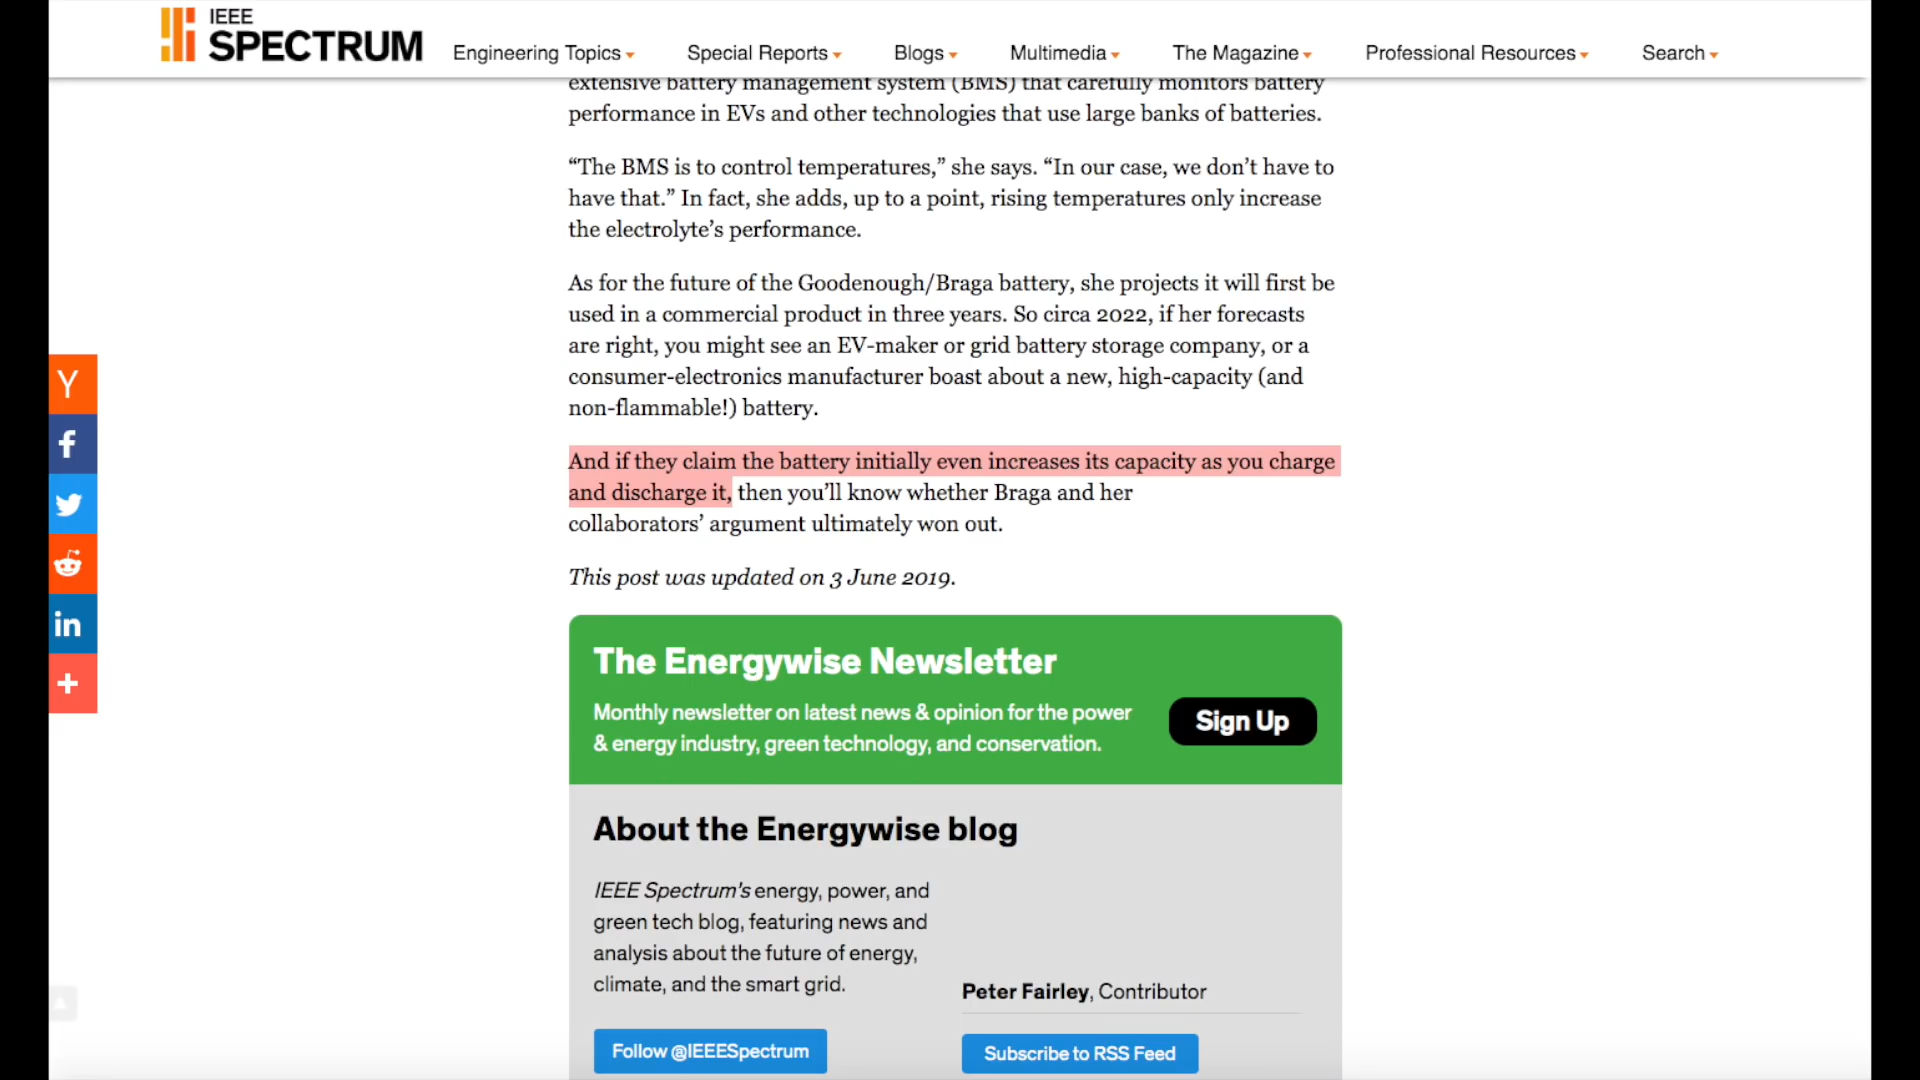 IEEE
SPECTRUM
Engineering Topics
Special Reports
Blogs
Multimedia
The Magazine
Professional Resources
Search
extensive battery management system (BMS) that carefully monitors battery
performance in EVs and other technologies that use large banks of batteries.
“The BMS is to control temperatures,” she says. “In our case, we don’t have to
have that.” In fact, she adds, up to a point, rising temperatures only increase
the electrolyte’s performance.
As for the future of the Goodenough/Braga battery, she projects it will first be
used in a commercial product in three years. So circa 2022, if her forecasts
are right, you might see an EV-maker or grid battery storage company, or a
consumer-electronics manufacturer boast about a new, high-capacity (and
non-flammable!) battery.
And if they claim the battery initially even increases its capacity as you charge
and discharge it, then you’ll know whether Braga and her
collaborators’ argument ultimately won out.
This post was updated on 3 June 2019.
The Energywise Newsletter
Monthly newsletter on latest news & opinion for the power
& energy industry, green technology, and conservation.
Sign Up
About the Energywise blog
IEEE Spectrum's energy, power, and
green tech blog, featuring news and
analysis about the future of energy,
climate, and the smart grid.
Peter Fairley, Contributor
Follow @IEEESpectrum
Subscribe to RSS Feed